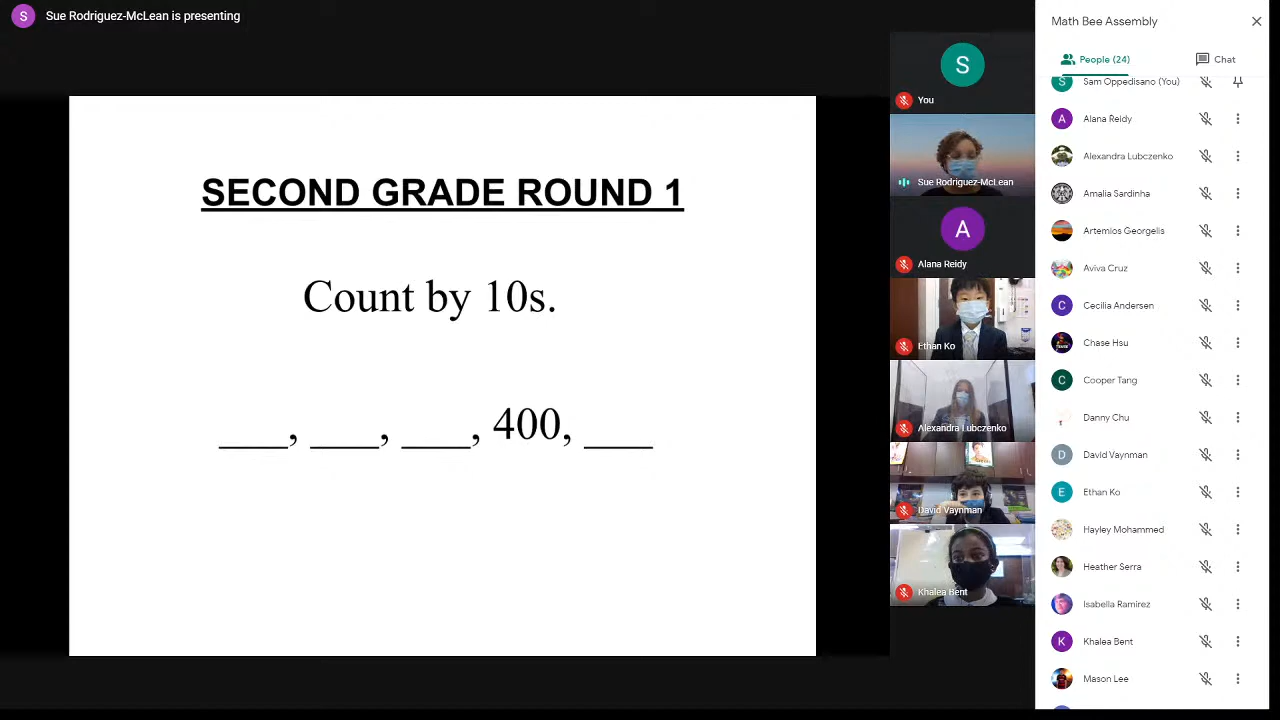 S Sue Rodriguez-McLean is presenting
SECOND GRADE ROUND 1
Count by 10s.
____, ___, ___, 400, ___
S
You
Sue Rodriguez-McLean
A
Alana Reidy
Ethan Ko
Alexandra Lubczenko
David Vaynman
Khalea Bent
Math Bee Assembly
People (24) Chat
S Sam Oppedisano (You)
A Alana Reidy
Alexandra Lubczenko
Amalia Sardinha
Artemios Georgelis
Aviva Cruz
C Cecilia Andersen
Chase Hsu
C Cooper Tang
Danny Chu
D David Vaynman
E Ethan Ko
Hayley Mohammed
Heather Serra
Isabella Ramirez
K Khalea Bent
Mason Lee